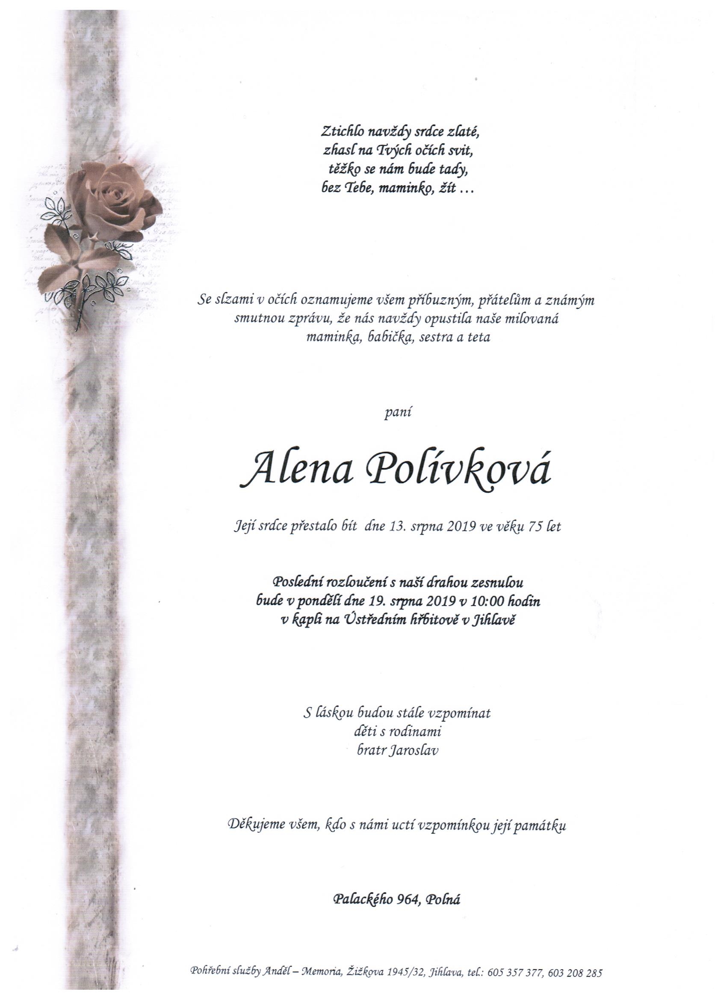 Ztichlo navždy srdce zlaté,
zhasl na Tvých očích svit,
těžko se nám bude tady,
bez Tebe, maminko, žít …
Se slzami v očích oznamujeme všem příbuzným, přátelům a známým
smutnou zprávu, že nás navždy opustila naše milovaná
maminka, babička, sestra a teta
paní
Alena Polívková
Její srdce přestalo bít dne 13. srpna 2019 ve věku 75 let
Poslední rozloučení s naší drahou zesnulou
bude v pondělí dne 19. srpna 2019 v 10:00 hodin
v kapli na Ústředním hřbitově v Jihlavě
S láskou budou stále vzpomínat
děti s rodinami
bratr Jaroslav
Děkujeme všem, kdo s námi uctí vzpomínkou její památku
Palackého 964, Polná
Pohřební služby Anděl – Memoria, Žižkova 1945/32, Jihlava, tel.: 605 357 377, 603 208 285